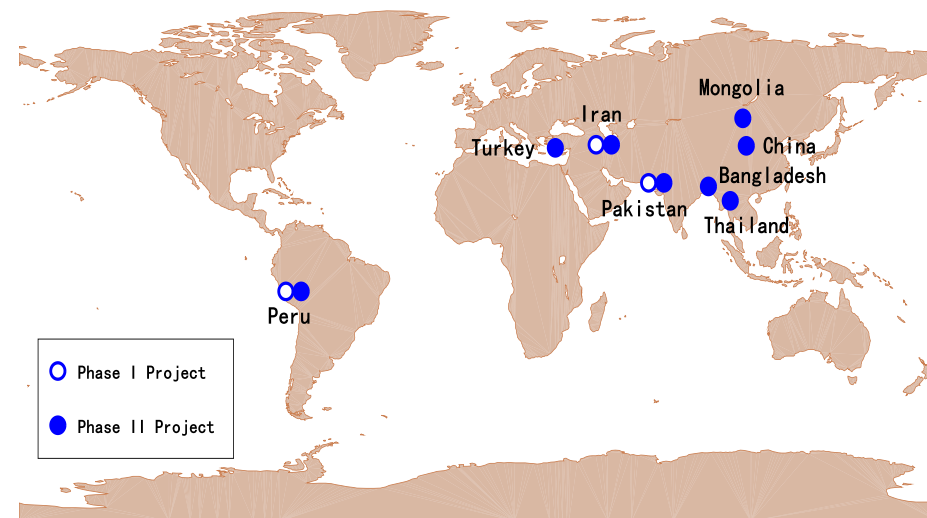 Mongolia
Iran
Turkey
China
Bangladesh
Pakistan
Thailand
Peru
Phase I Project
Phase II Project